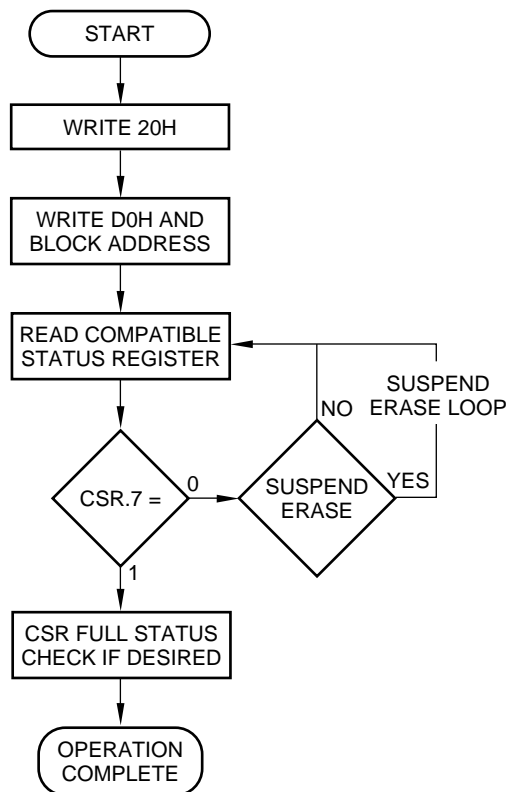 START
WRITE 20H
WRITE D0H AND
BLOCK ADDRESS
READ COMPATIBLE
STATUS REGISTER
SUSPEND
ERASE LOOP
NO
CSR.7 =
0
SUSPEND
ERASE
YES
1
CSR FULL STATUS
CHECK IF DESIRED
OPERATION
COMPLETE